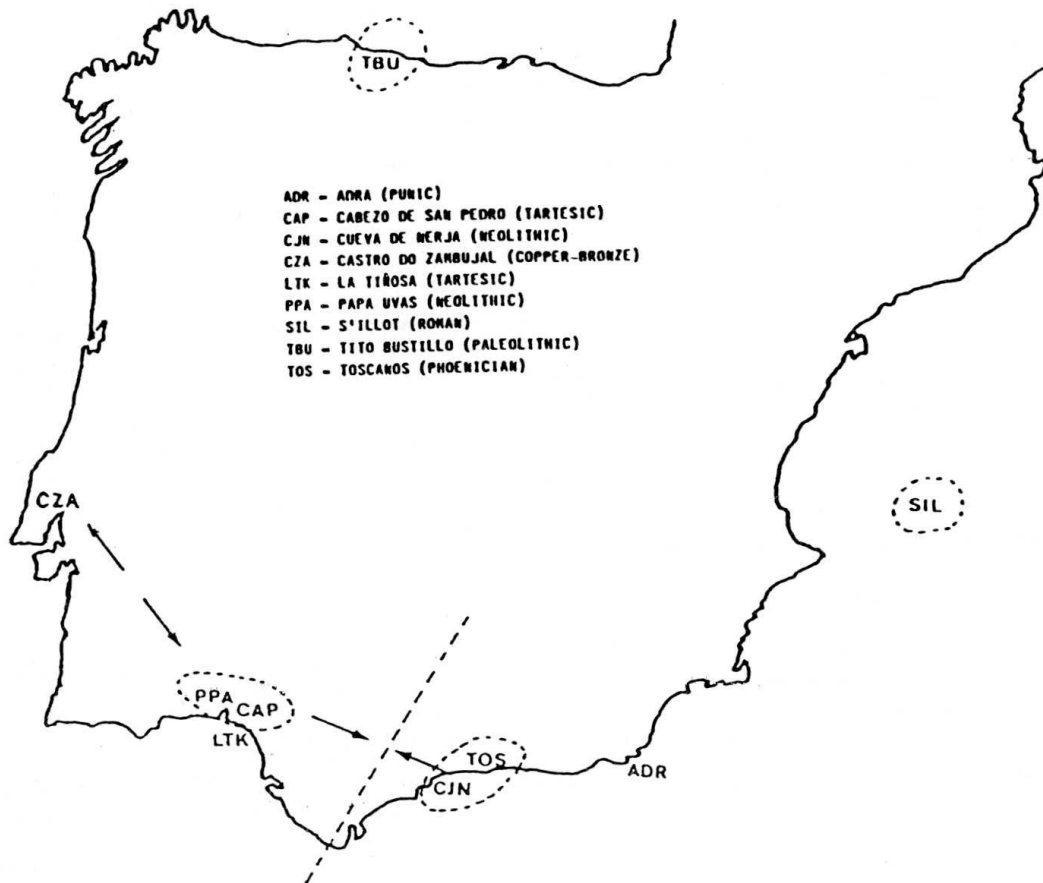 TBU
ADR - ADRA (PUNIC)
CAP - CABEZO DE SAN PEDRO (TARTESIC)
CJN - CUEVA DE NERJA (NEOLITHIC)
CZA - CASTRO DO ZAMBUJAL (COPPER-BRONZE)
LTK - LA TIÑOSA (TARTESIC)
PPA - PAPA UVAS (NEOLITHIC)
SIL - S'ILLOT (ROMAN)
TBU - TITO BUSTILLO (PALEOLITHIC)
TOS - TOSCANOS (PHOENICIAN)
CZA
SIL
PPA
CAP
LTK
TOS
CJN
ADR